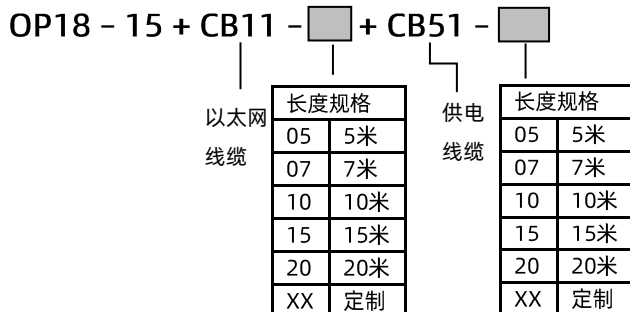 OP18 - 15 + CB11 - + CB51 -
以太网
线缆
长度规格
05 5米
07 7米
10 10米
15 15米
20 20米
XX 定制
供电
线缆
长度规格
05 5米
07 7米
10 10米
15 15米
20 20米
XX 定制